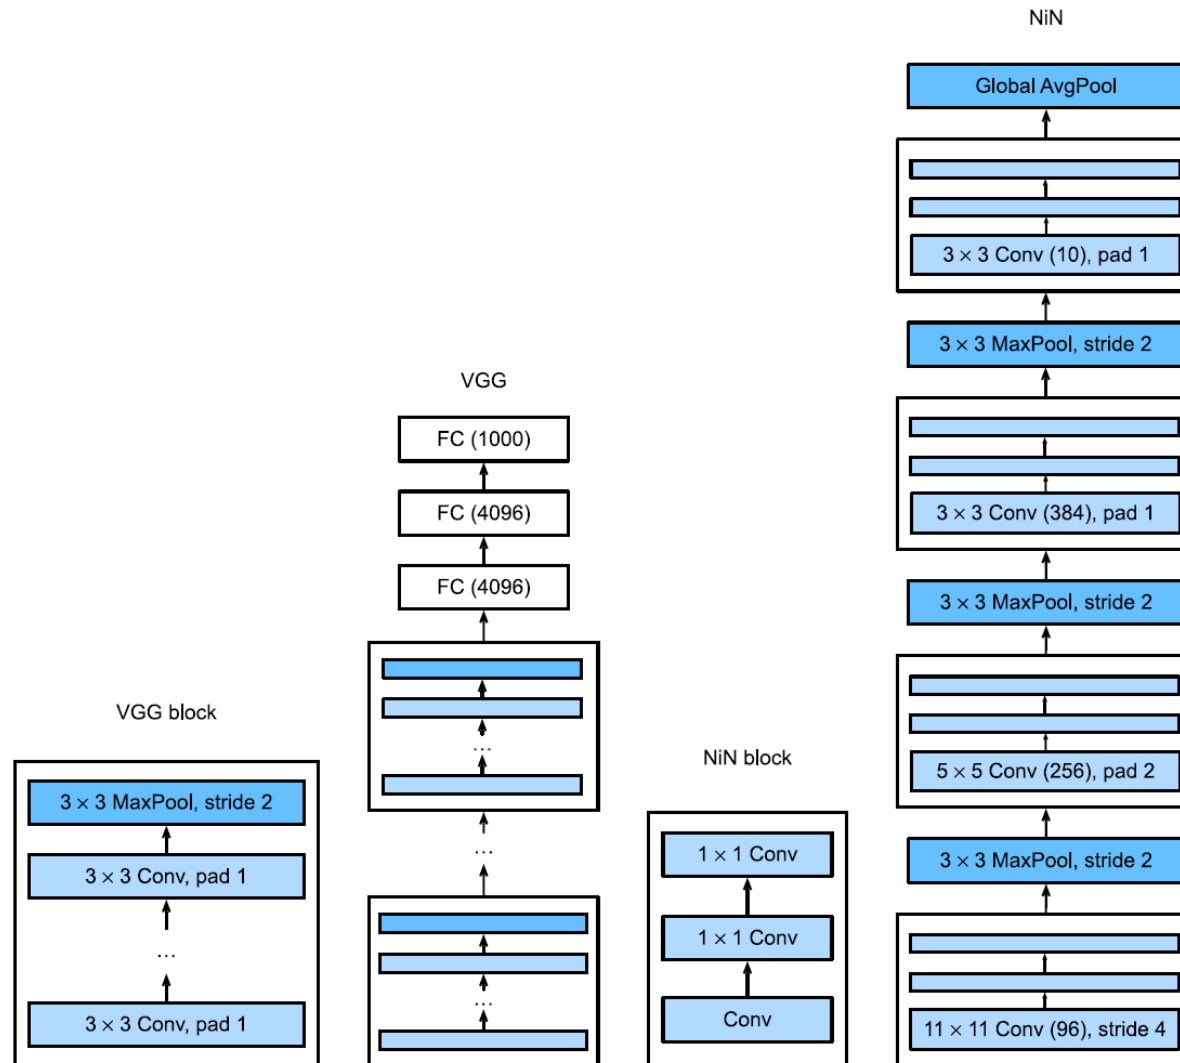 VGG block
3 × 3 MaxPool, stride 2
3 × 3 Conv, pad 1
...
3 × 3 Conv, pad 1
VGG
FC (1000)
FC (4096)
FC (4096)
...
...
...
NiN block
1 × 1 Conv
1 × 1 Conv
Conv
NiN
Global AvgPool
3 × 3 Conv (10), pad 1
3 × 3 MaxPool, stride 2
3 × 3 Conv (384), pad 1
3 × 3 MaxPool, stride 2
5 × 5 Conv (256), pad 2
3 × 3 MaxPool, stride 2
11 × 11 Conv (96), stride 4